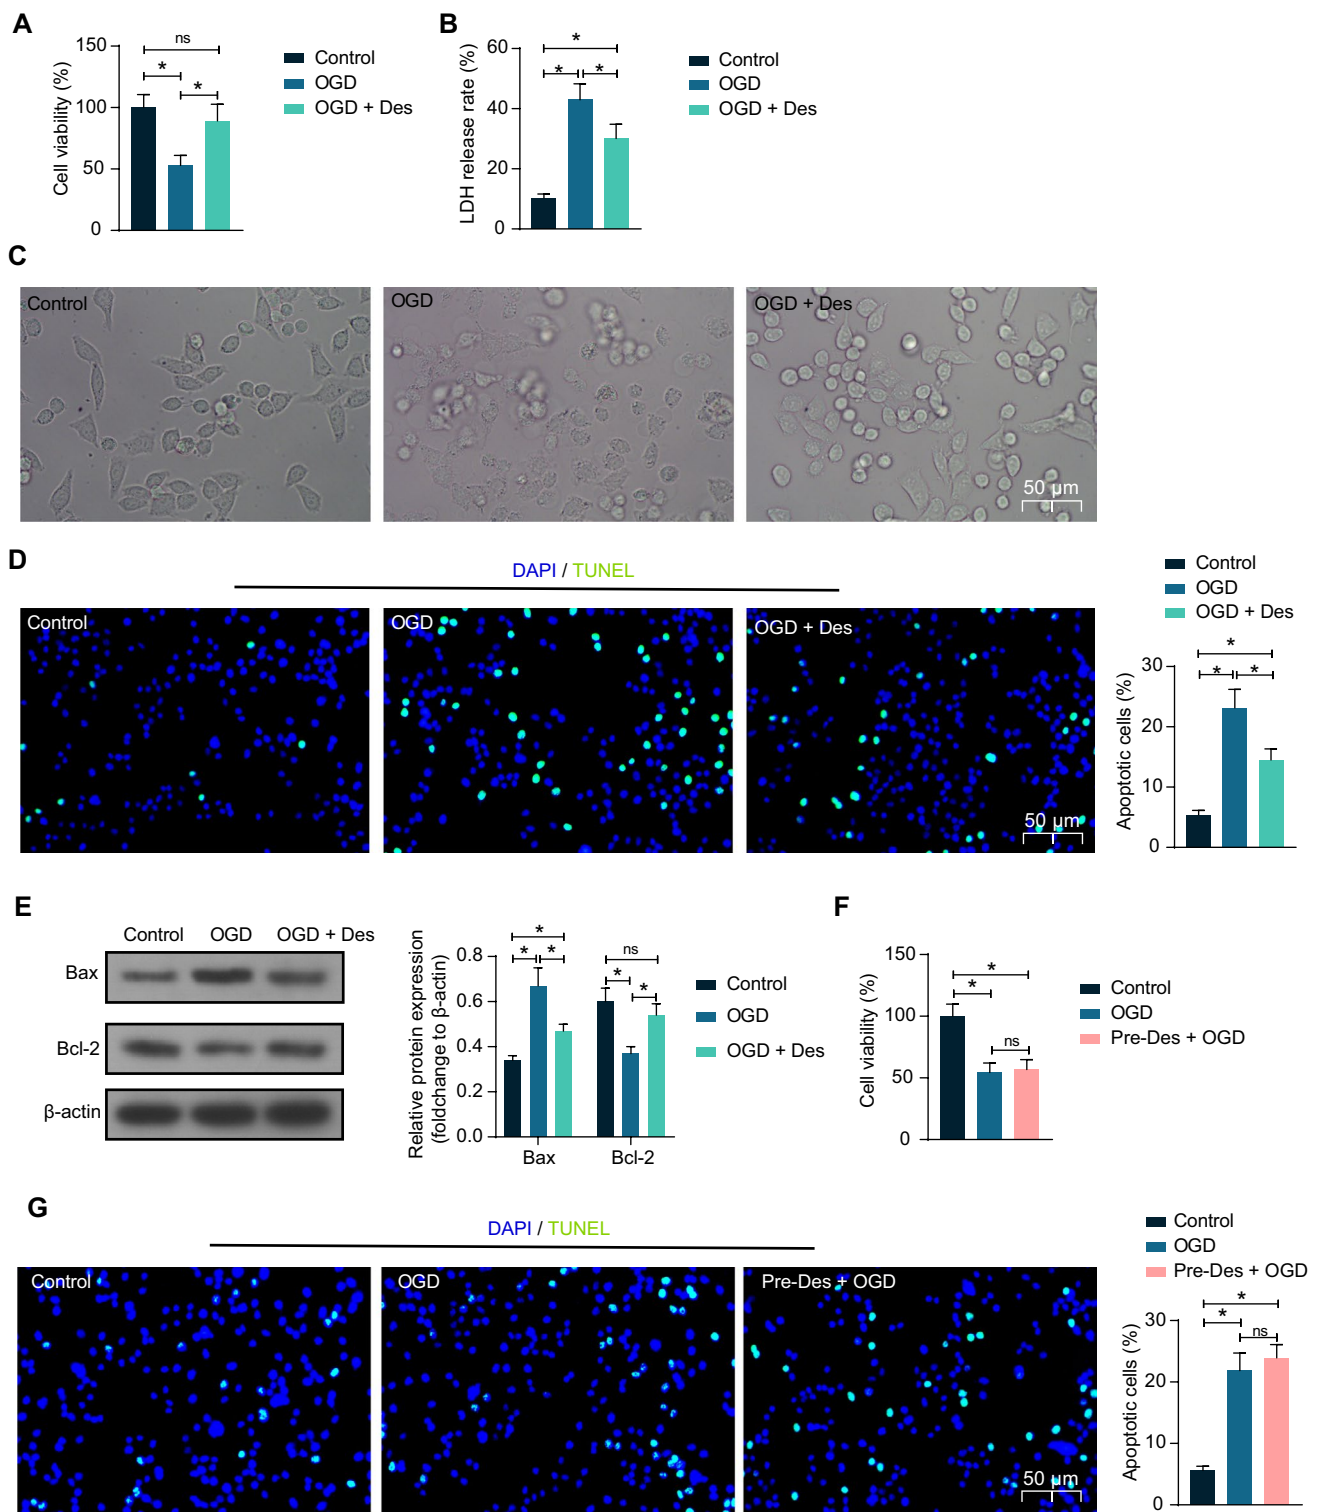 A
Cell viability (%)
150
100
50
0
ns
*
*
Control
OGD
OGD + Des
B
LDH release rate (%)
60
40
20
0
*
*
*
Control
OGD
OGD + Des
C
Control
OGD
OGD + Des
50 µm
D
DAPI / TUNEL
Control
OGD
OGD + Des
50 µm
Control
OGD
OGD + Des
Apoptotic cells (%)
30
20
10
0
*
*
*
E
Control OGD OGD + Des
Bax
Bcl-2
β-actin
Relative protein expression
(foldchange to β-actin)
0.8
0.6
0.4
0.2
0.0
*
*
*
ns
*
*
Bax
Bcl-2
Control
OGD
OGD + Des
F
Cell viability (%)
150
100
50
0
*
*
ns
Control
OGD
Pre-Des + OGD
G
DAPI / TUNEL
Control
OGD
Pre-Des + OGD
50 µm
Control
OGD
Pre-Des + OGD
Apoptotic cells (%)
30
20
10
0
*
*
ns